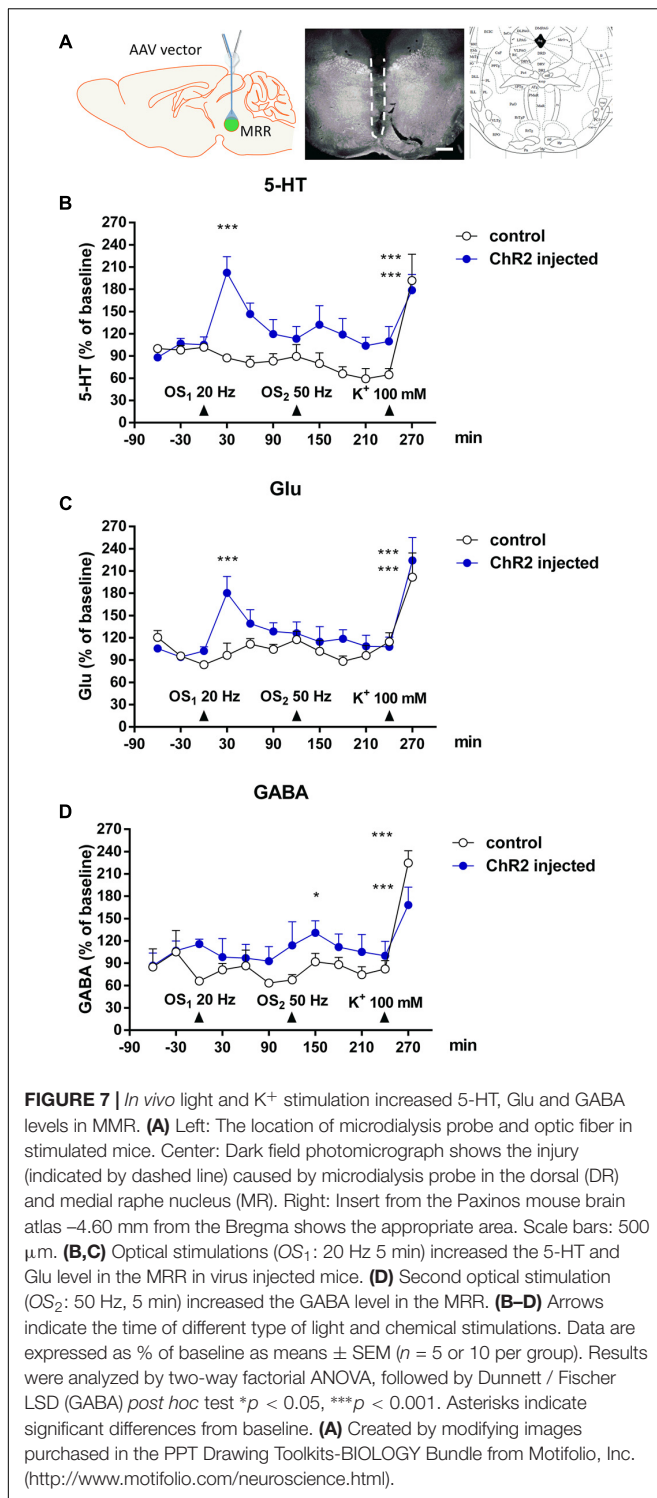 A
AAV vector
MRR
5-HT
B
270
240
210
180
150
120
90
60
30
0
5-HT (% of baseline)
***
***
***
control
ChR2 injected
OS1 20 Hz
OS2 50 Hz
K+ 100 mM
-90
-30
30
90
150
210
270
min
Glu
C
270
240
210
180
150
120
90
60
30
0
Glu (% of baseline)
***
***
***
control
ChR2 injected
OS1 20 Hz
OS2 50 Hz
K+ 100 mM
-90
-30
30
90
150
210
270
min
GABA
D
270
240
210
180
150
120
90
60
30
0
GABA (% of baseline)
*
***
***
control
ChR2 injected
OS1 20 Hz
OS2 50 Hz
K+ 100 mM
-90
-30
30
90
150
210
270
min
FIGURE 7 | In vivo light and K+ stimulation increased 5-HT, Glu and GABA
levels in MMR. (A) Left: The location of microdialysis probe and optic fiber in
stimulated mice. Center: Dark field photomicrograph shows the injury
(indicated by dashed line) caused by microdialysis probe in the dorsal (DR)
and medial raphe nucleus (MR). Right: Insert from the Paxinos mouse brain
atlas –4.60 mm from the Bregma shows the appropriate area. Scale bars: 500
μm. (B,C) Optical stimulations (OS1: 20 Hz 5 min) increased the 5-HT and
Glu level in the MRR in virus injected mice. (D) Second optical stimulation
(OS2: 50 Hz, 5 min) increased the GABA level in the MRR. (B–D) Arrows
indicate the time of different type of light and chemical stimulations. Data are
expressed as % of baseline as means ± SEM (n = 5 or 10 per group). Results
were analyzed by two-way factorial ANOVA, followed by Dunnett / Fischer
LSD (GABA) post hoc test *p < 0.05, ***p < 0.001. Asterisks indicate
significant differences from baseline. (A) Created by modifying images
purchased in the PPT Drawing Toolkits-BIOLOGY Bundle from Motifolio, Inc.
(http://www.motifolio.com/neuroscience.html).